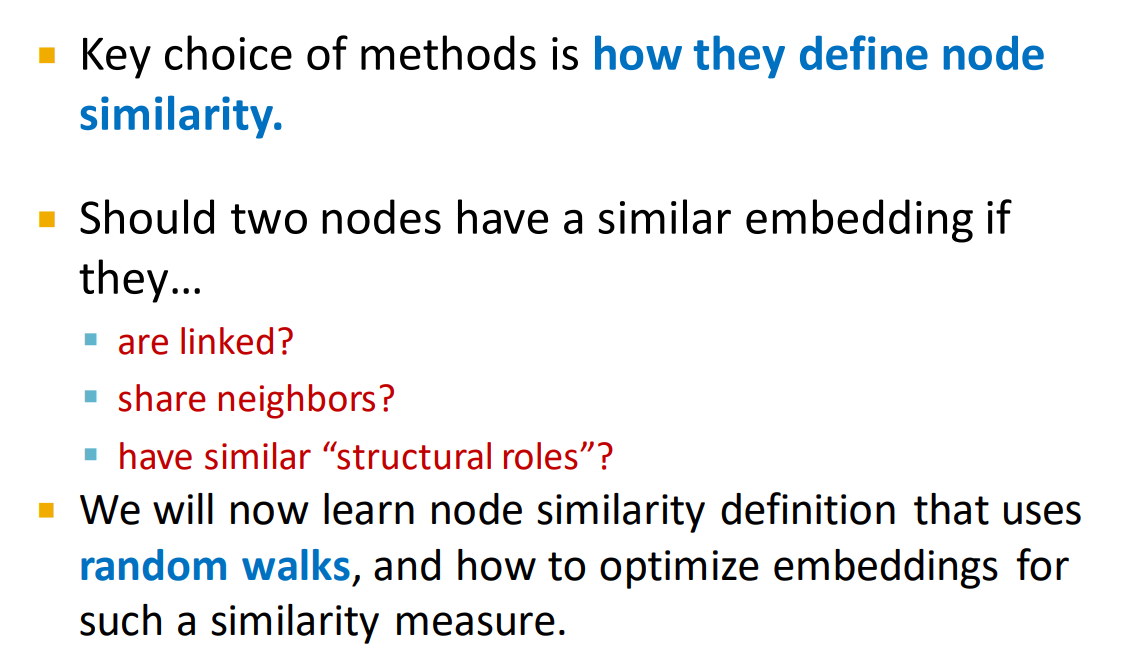 Key choice of methods is how they define node
similarity.
Should two nodes have a similar embedding if
they…
are linked?
share neighbors?
have similar “structural roles”?
We will now learn node similarity definition that uses
random walks, and how to optimize embeddings for
such a similarity measure.